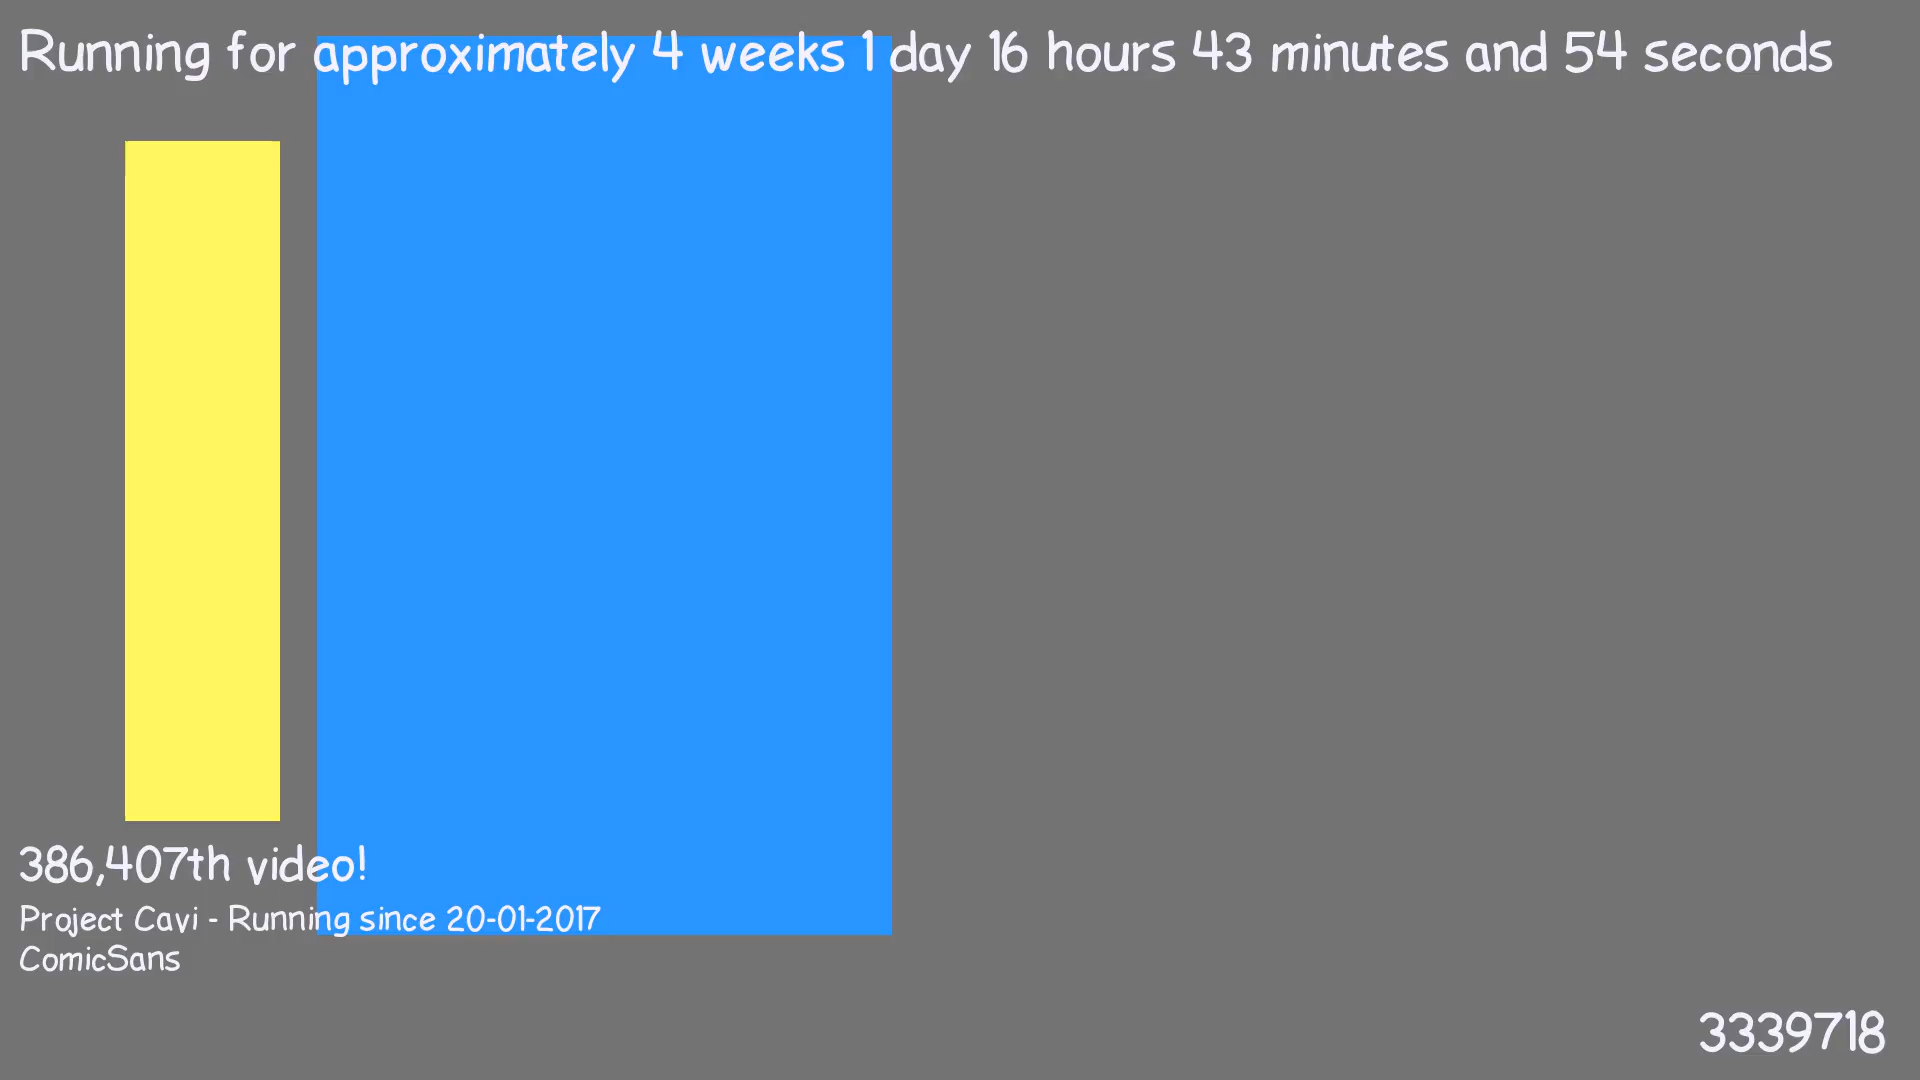 Running for approximately 4 weeks 1 day 16 hours 43 minutes and 54 seconds
386,407th video!
Project Cavi - Running since 20-01-2017
ComicSans
3339718